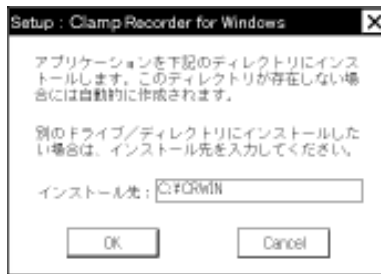 Setup : Clamp Recorder for Windows
アプリケーションを下記のディレクトリにインス
トールします。このディレクトリが存在しない場
合には自動的に作成されます。
別のドライブ／ディレクトリにインストールした
い場合は、インストール先を入力してください。
インストール先：C:¥CRWIN
OK Cancel